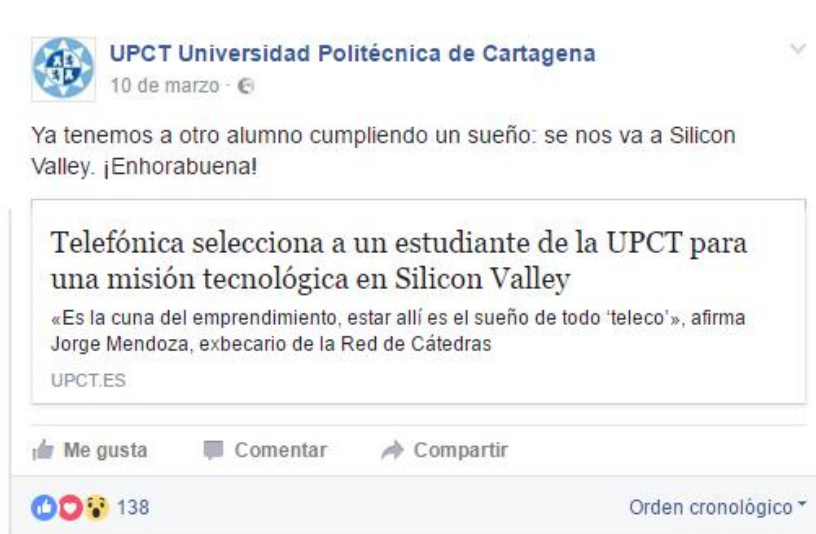 UPCT Universidad Politécnica de Cartagena
10 de marzo ·
Ya tenemos a otro alumno cumpliendo un sueño: se nos va a Silicon
Valley. ¡Enhorabuena!
Telefónica selecciona a un estudiante de la UPCT para
una misión tecnológica en Silicon Valley
«Es la cuna del emprendimiento, estar allí es el sueño de todo ‘teleco’», afirma
Jorge Mendoza, exbecario de la Red de Cátedras
UPCT.ES
Me gusta Comentar Compartir
138 Orden cronológico